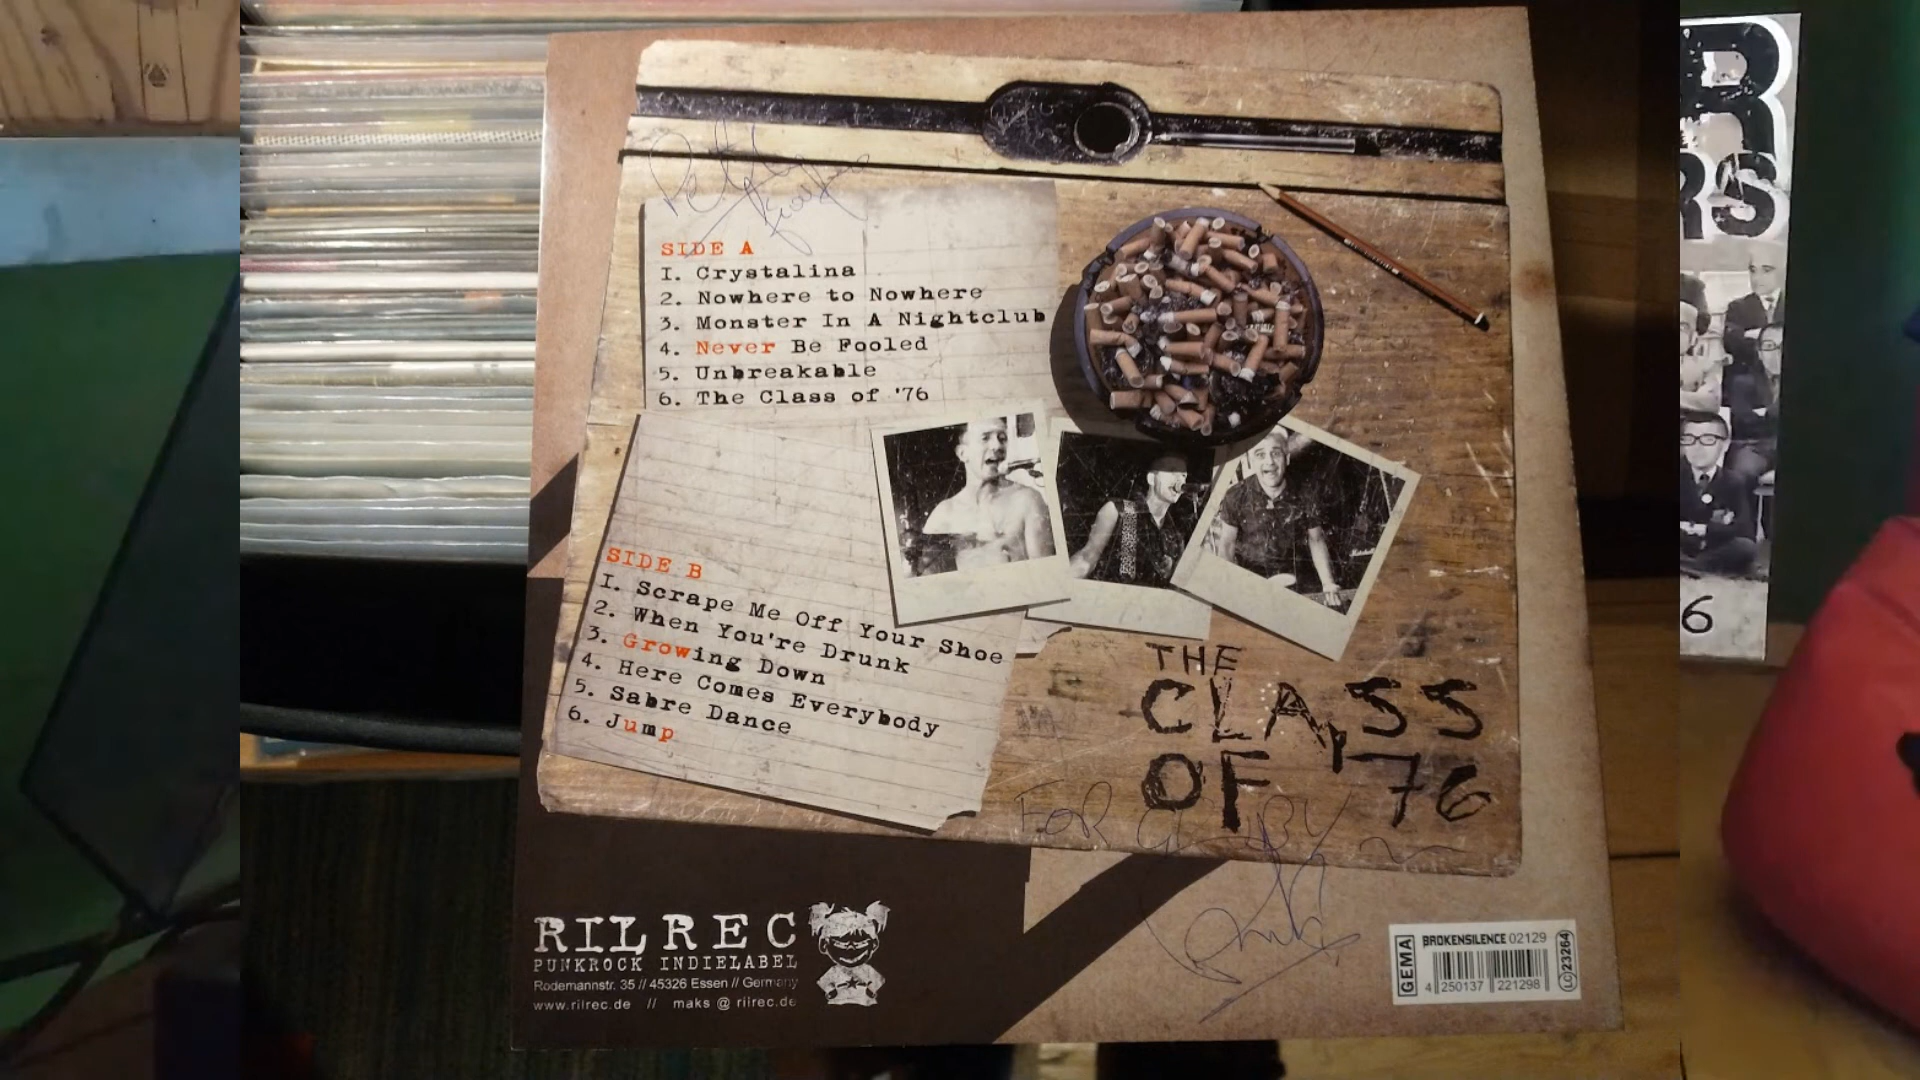 SIDE A
1. Crystalina
2. Nowhere to Nowhere
3. Monster In A Nightclub
4. Never Be Fooled
5. Unbreakable
6. The Class of '76
SIDE B
1. Scrape Me Off Your Shoe
2. When You're Drunk
3. Growing Down
4. Here Comes Everybody
5. Sabre Dance
6. Jump
THE
CLASS
OF '76
FOR
RILREC
PUNKROCK INDIELABEL
Rodemannstr. 35 // 45326 Essen // Germany
www.rilrec.de // maks @ rilrec.de
GEMA
BROKENSILENCE 02129
4 250137 221298
LC 23264
RS
6